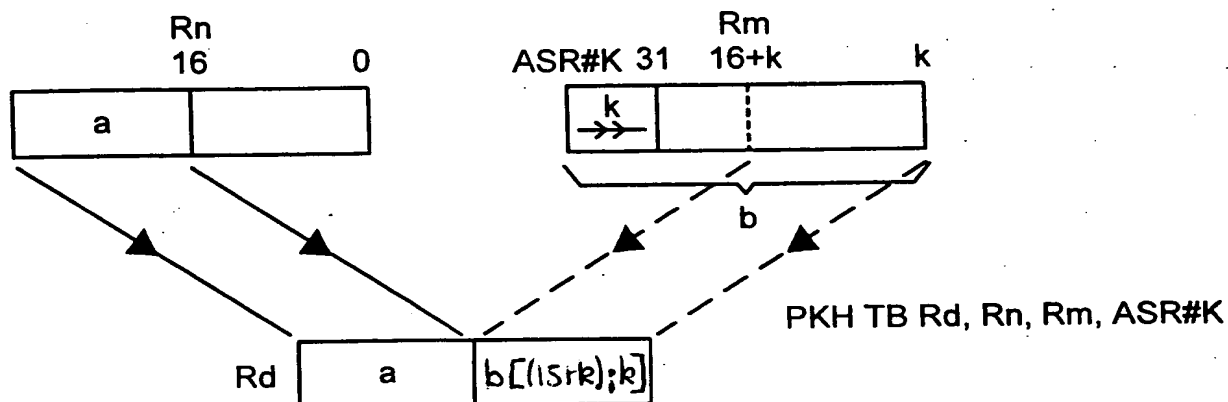 Rn
16 0
a
Rm
ASR#K 31 16+k k
k
b
PKH TB Rd, Rn, Rm, ASR#K
Rd a b[(15+k):k]